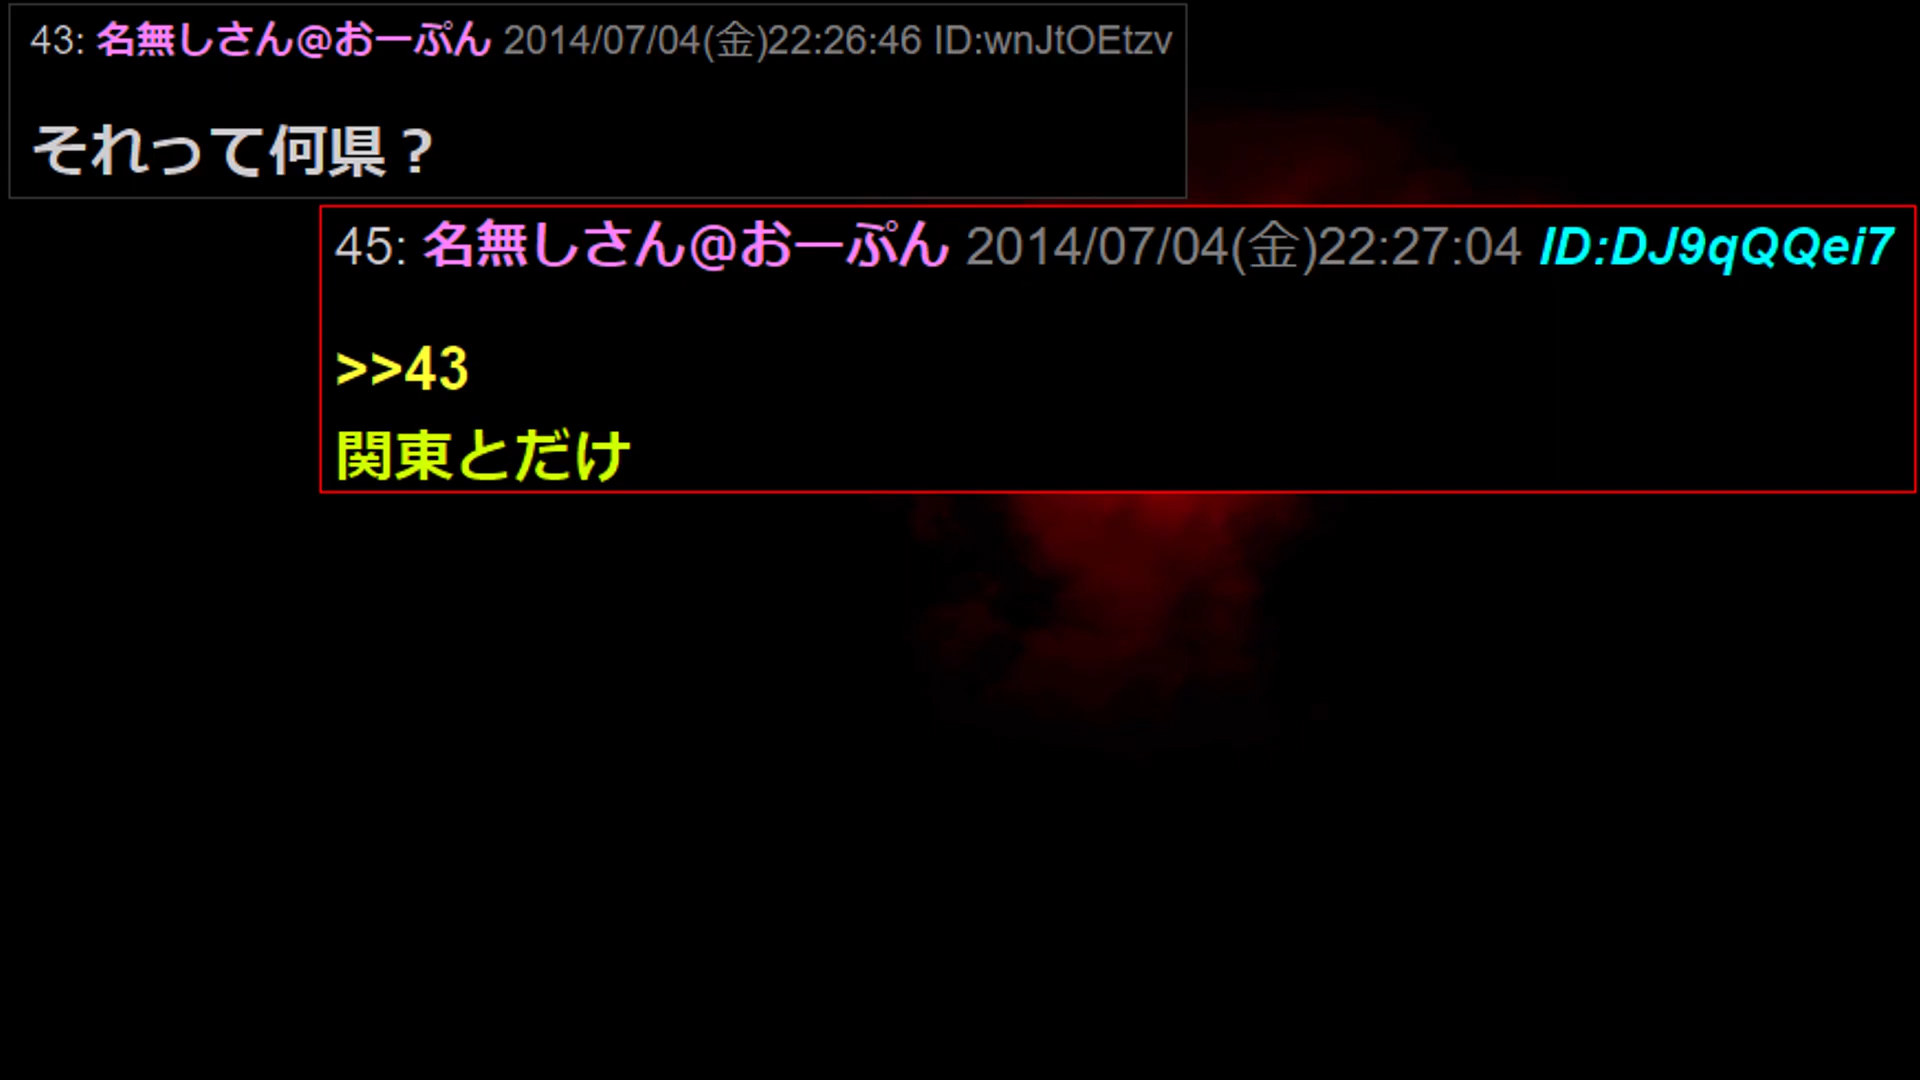 43: 名無しさん@おーぷん 2014/07/04(金)22:26:46 ID:wnJtOEtzv
それって何県？
45: 名無しさん@おーぷん 2014/07/04(金)22:27:04 ID:DJ9qQQei7
>>43
関東とだけ